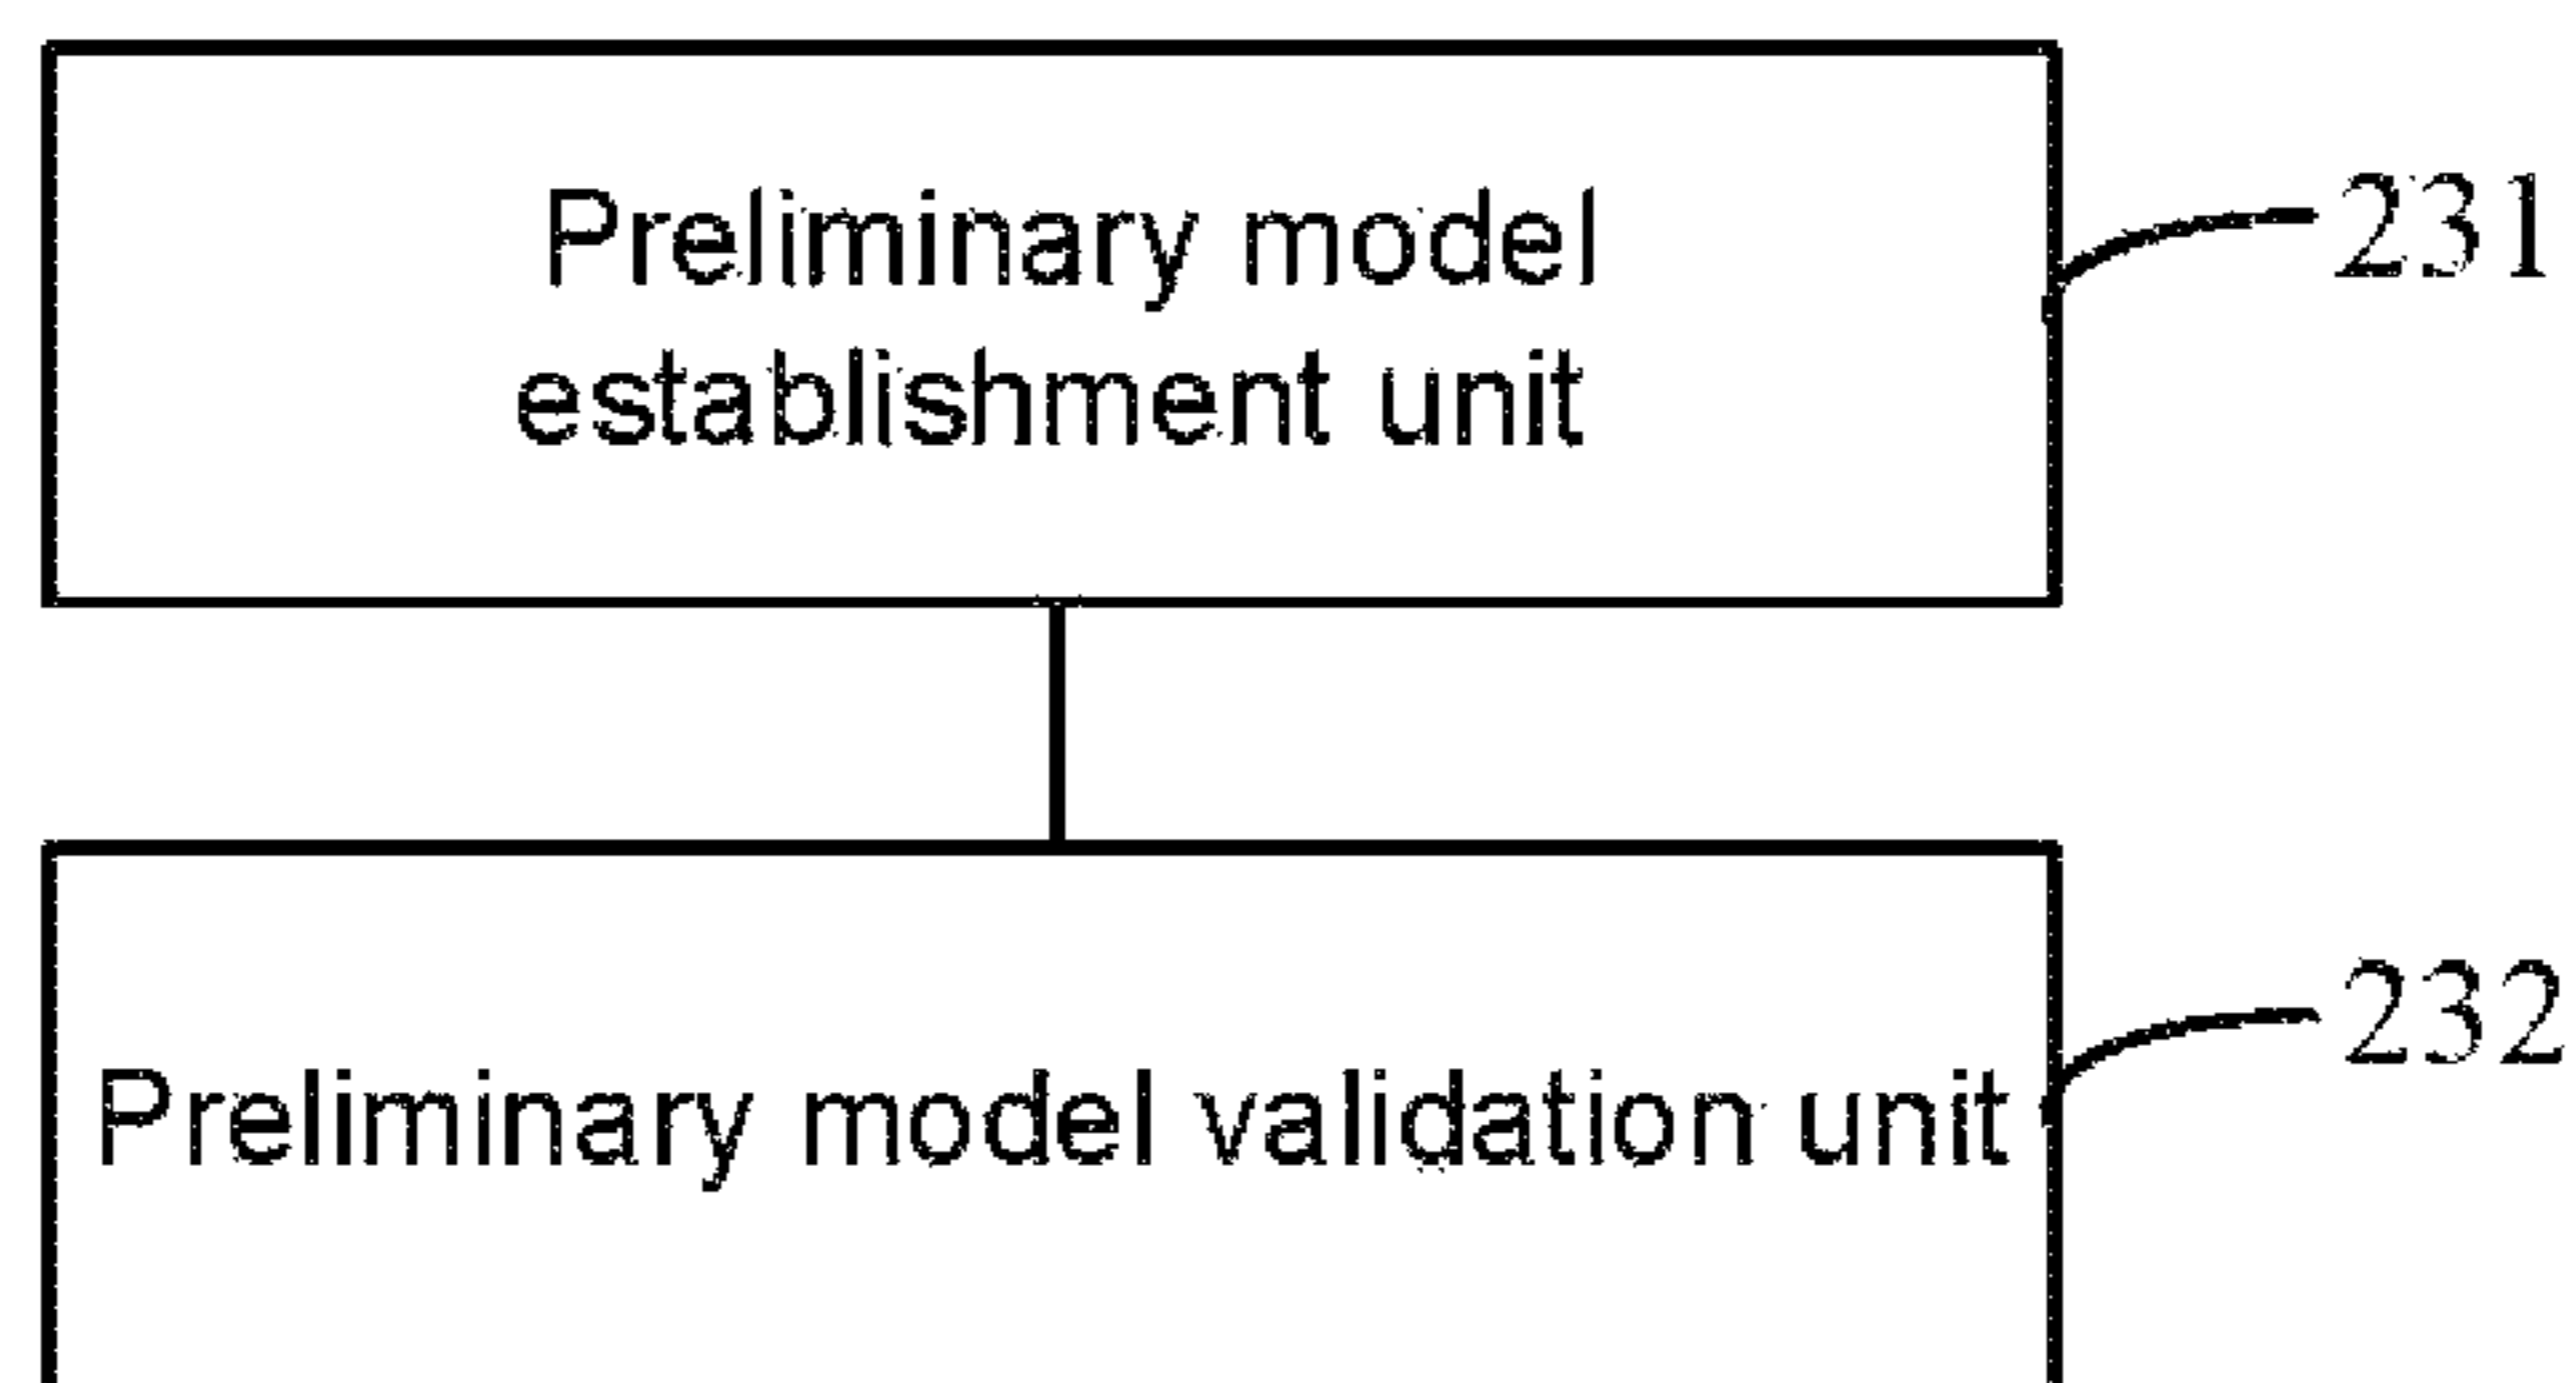 Preliminary model
establishment unit
231
Preliminary model validation unit
232